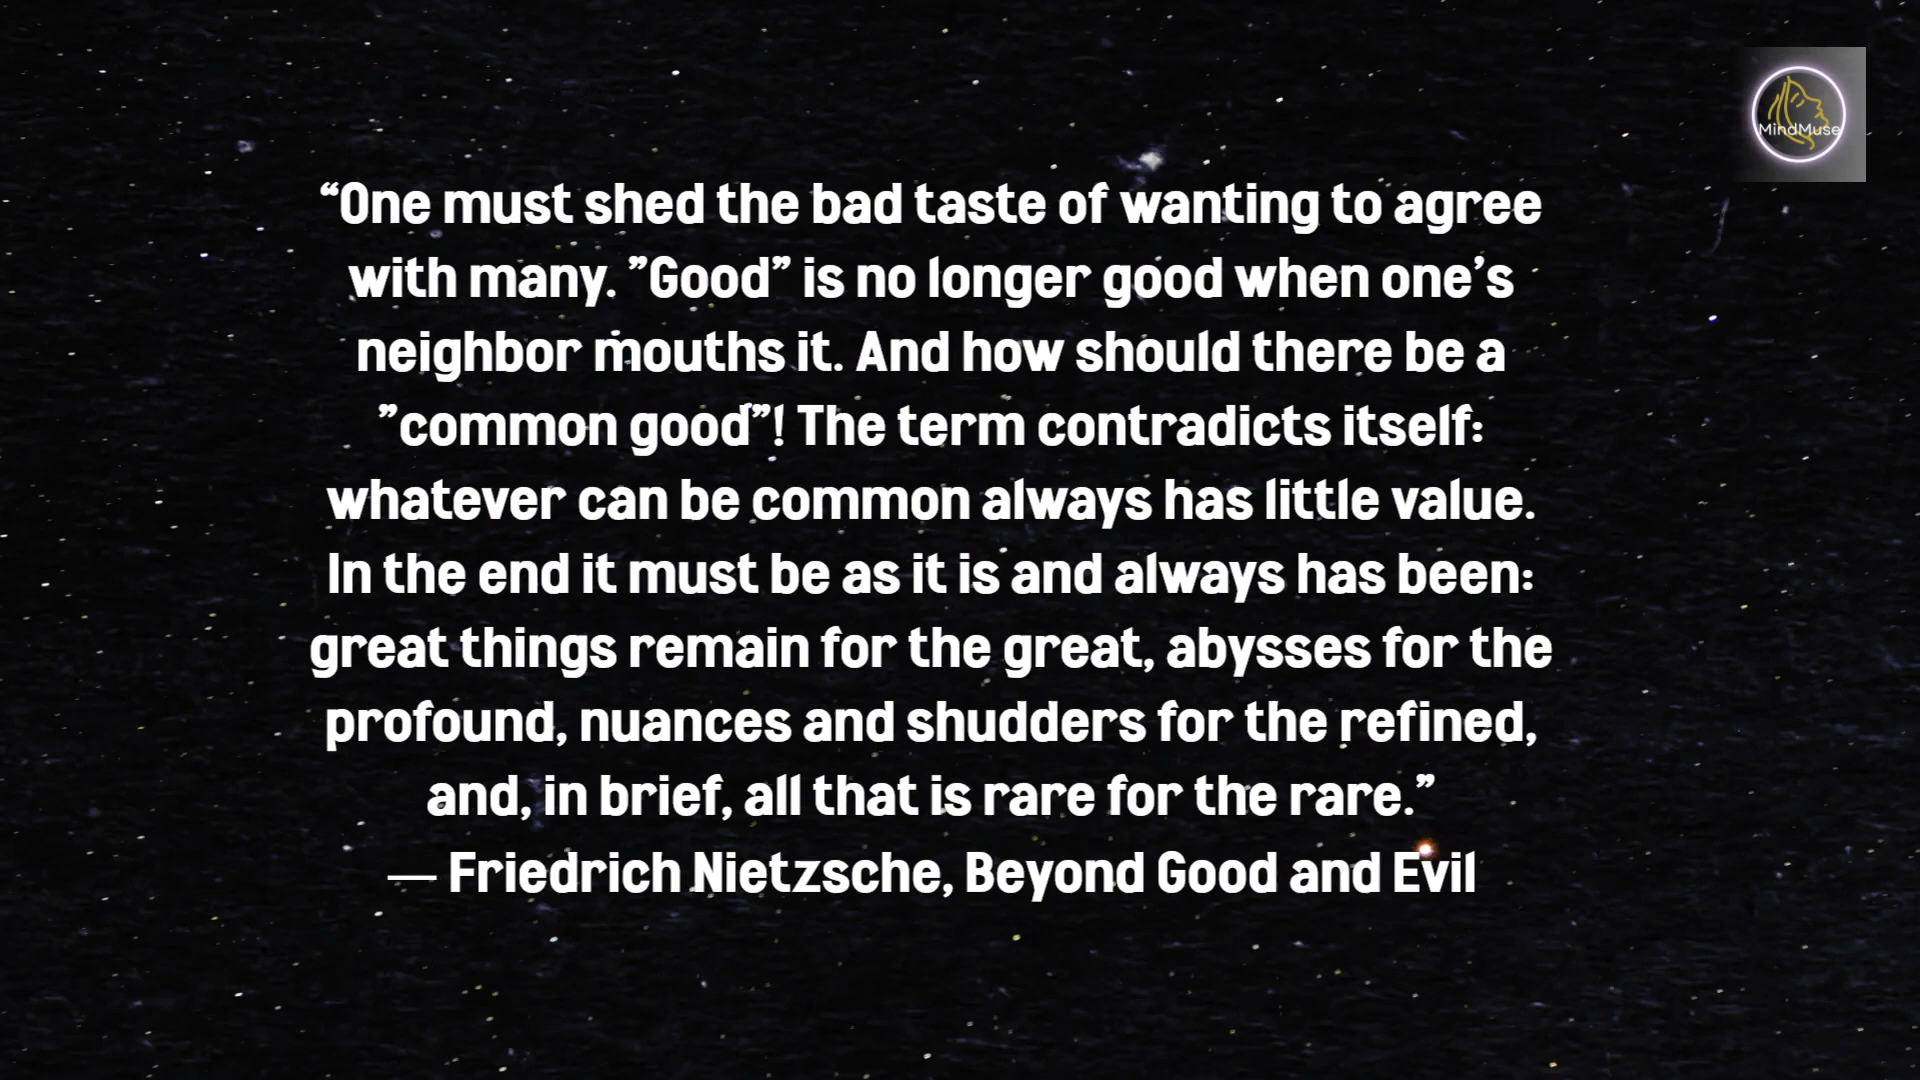 MindMuse
“One must shed the bad taste of wanting to agree
with many. ”Good” is no longer good when one’s
neighbor mouths it. And how should there be a
”common good”! The term contradicts itself:
whatever can be common always has little value.
In the end it must be as it is and always has been:
great things remain for the great, abysses for the
profound, nuances and shudders for the refined,
and, in brief, all that is rare for the rare.”
— Friedrich Nietzsche, Beyond Good and Evil